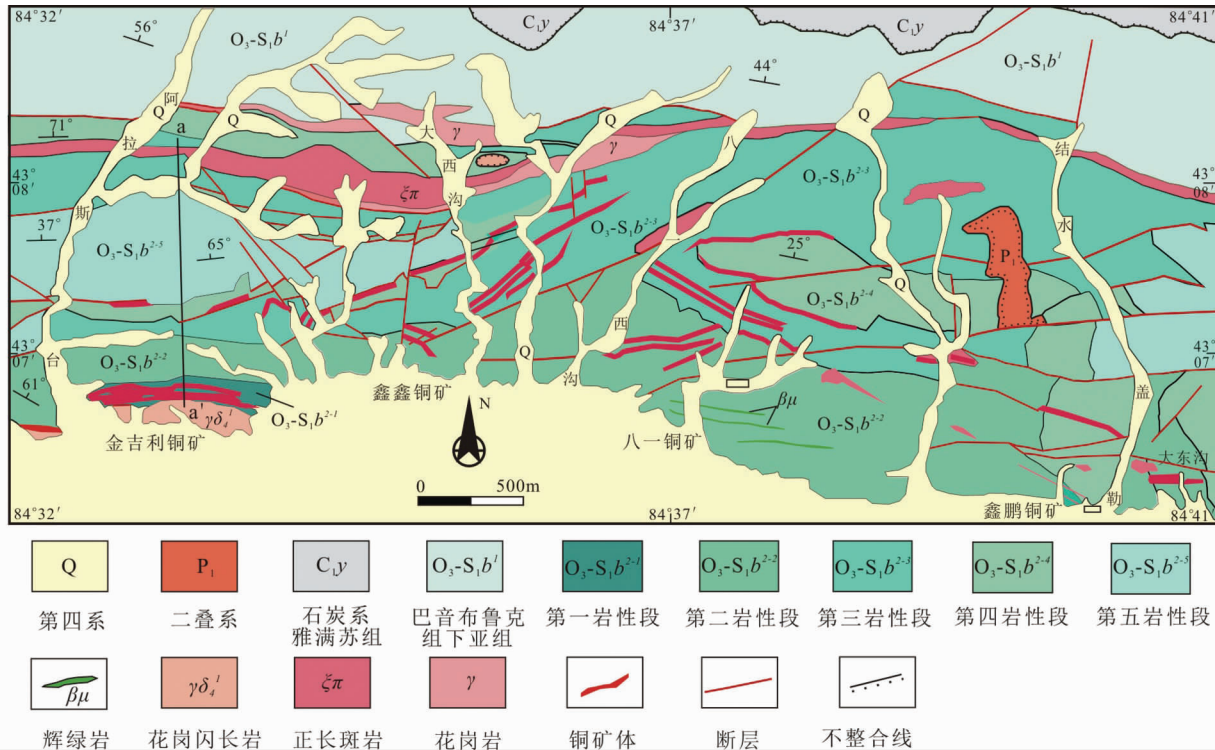 84°32′ 84°37′ 84°41′
C₁y C₁y
56° O₃-S₁b¹ O₃-S₁b¹
44°
阿拉斯台
Q a Q
71°
大西沟
γ
Q
γ
八一西沟
Q
结水盖勒
43°08′ 43°08′
ξπ
O₃-S₁b²⁻³
O₃-S₁b²⁻³
37°
O₃-S₁b²⁻⁵
65°
25°
P₁
O₃-S₁b²⁻⁴
Q
43°07′ 43°07′
O₃-S₁b²⁻²
Q
61°
a′
γδ₄¹
O₃-S₁b²⁻¹
鑫鑫铜矿
N
βμ
O₃-S₁b²⁻²
金吉利铜矿
八一铜矿
大东沟
0 500m
鑫鹏铜矿
84°32′ 84°37′ 84°41′
Q P₁ C₁y O₃-S₁b¹ O₃-S₁b²⁻¹ O₃-S₁b²⁻² O₃-S₁b²⁻³ O₃-S₁b²⁻⁴ O₃-S₁b²⁻⁵
第四系 二叠系 石炭系 巴音布鲁克 第一岩性段 第二岩性段 第三岩性段 第四岩性段 第五岩性段
雅满苏组 组下亚组
βμ γδ₄¹ ξπ γ
辉绿岩 花岗闪长岩 正长斑岩 花岗岩 铜矿体 断层 不整合线